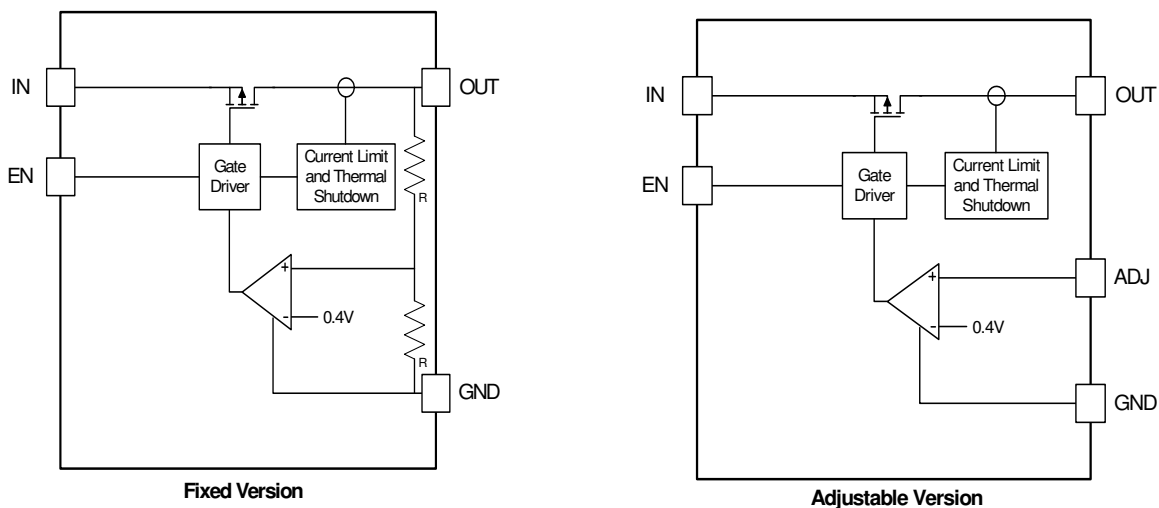 IN
OUT
EN
Gate
Driver
Current Limit
and Thermal
Shutdown
R
+
-
0.4V
R
GND
Fixed Version
IN
OUT
EN
Gate
Driver
Current Limit
and Thermal
Shutdown
ADJ
+
-
0.4V
GND
Adjustable Version